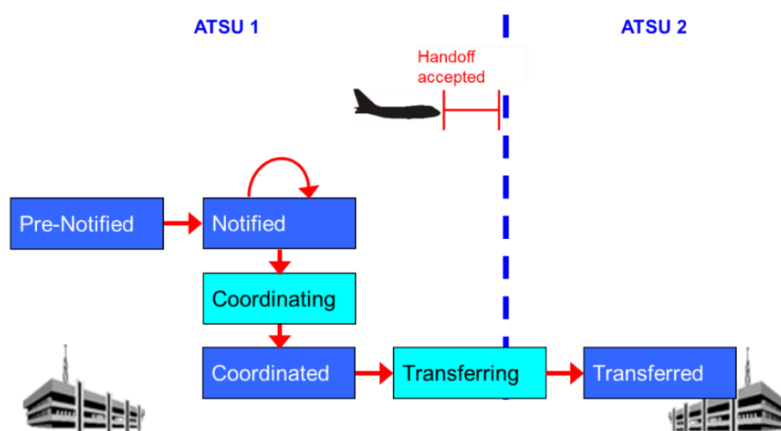 ATSU 1
ATSU 2
Handoff
accepted
Pre-Notified
Notified
Coordinating
Coordinated
Transferring
Transferred